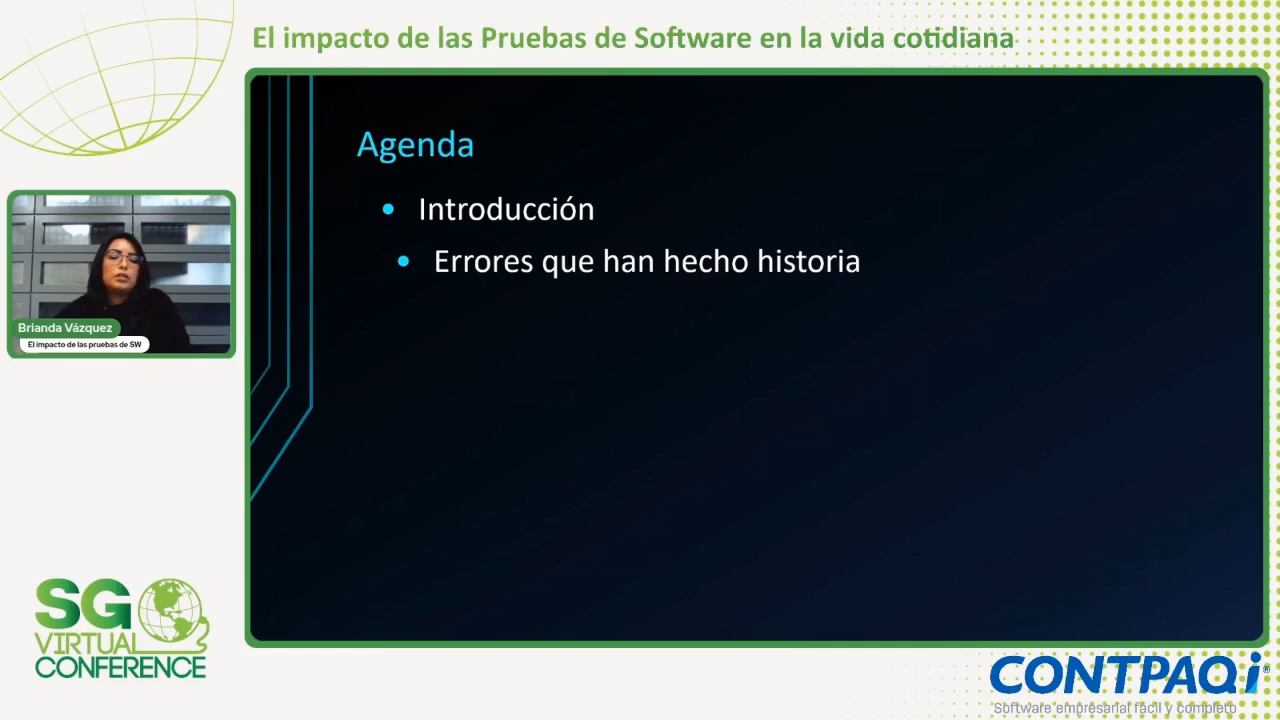 El impacto de las Pruebas de Software en la vida cotidiana
Agenda
• Introducción
• Errores que han hecho historia
Brianda Vázquez
El impacto de las pruebas de SW
SG
VIRTUAL
CONFERENCE
CONTPAQi®
Software empresarial fácil y completo